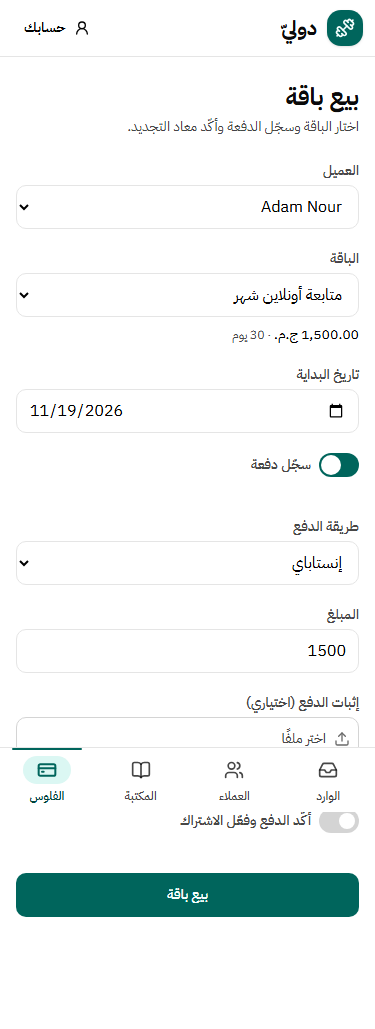 دوليّ
حسابك
بيع باقة
اختار الباقة وسجّل الدفعة وأكّد معاد التجديد.
العميل
Adam Nour
الباقة
متابعة أونلاين شهر
1,500.00 ج.م. · 30 يوم
تاريخ البداية
11/19/2026
سجّل دفعة
طريقة الدفع
إنستاباي
المبلغ
1500
إثبات الدفع (اختياري)
اختر ملفًا
الوارد
العملاء
المكتبة
الفلوس
أكّد الدفع وفعّل الاشتراك
بيع باقة